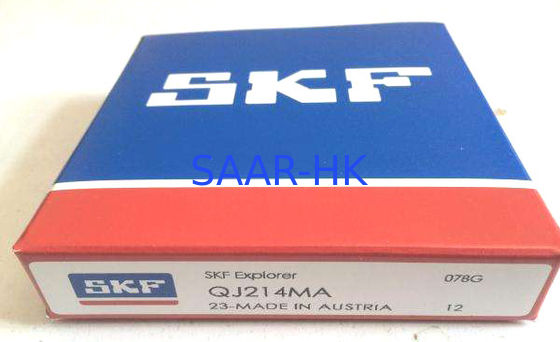 SKF
SAAR-HK
SKF
SKF Explorer
078G
QJ214MA
23-MADE IN AUSTRIA
12